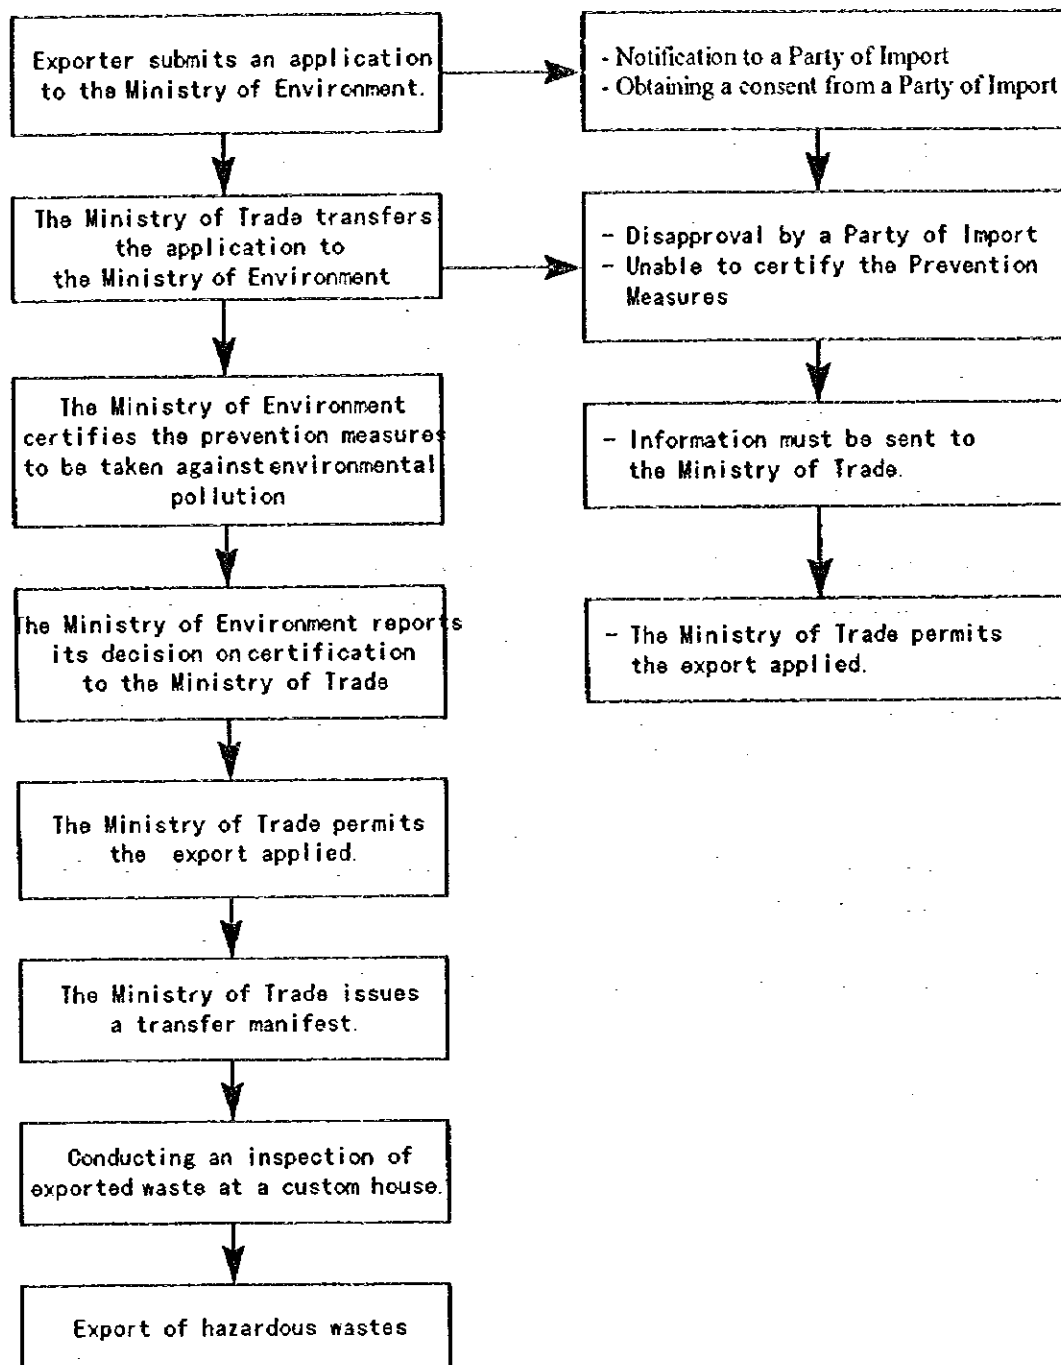 Exporter submits an application
to the Ministry of Environment.
- Notification to a Party of Import
- Obtaining a consent from a Party of Import
The Ministry of Trade transfers
the application to
the Ministry of Environment
- Disapproval by a Party of Import
- Unable to certify the Prevention
Measures
The Ministry of Environment
certifies the prevention measures
to be taken against environmental
pollution
- Information must be sent to
the Ministry of Trade.
The Ministry of Environment reports
its decision on certification
to the Ministry of Trade
- The Ministry of Trade permits
the export applied.
The Ministry of Trade permits
the export applied.
The Ministry of Trade issues
a transfer manifest.
Conducting an inspection of
exported waste at a custom house.
Export of hazardous wastes